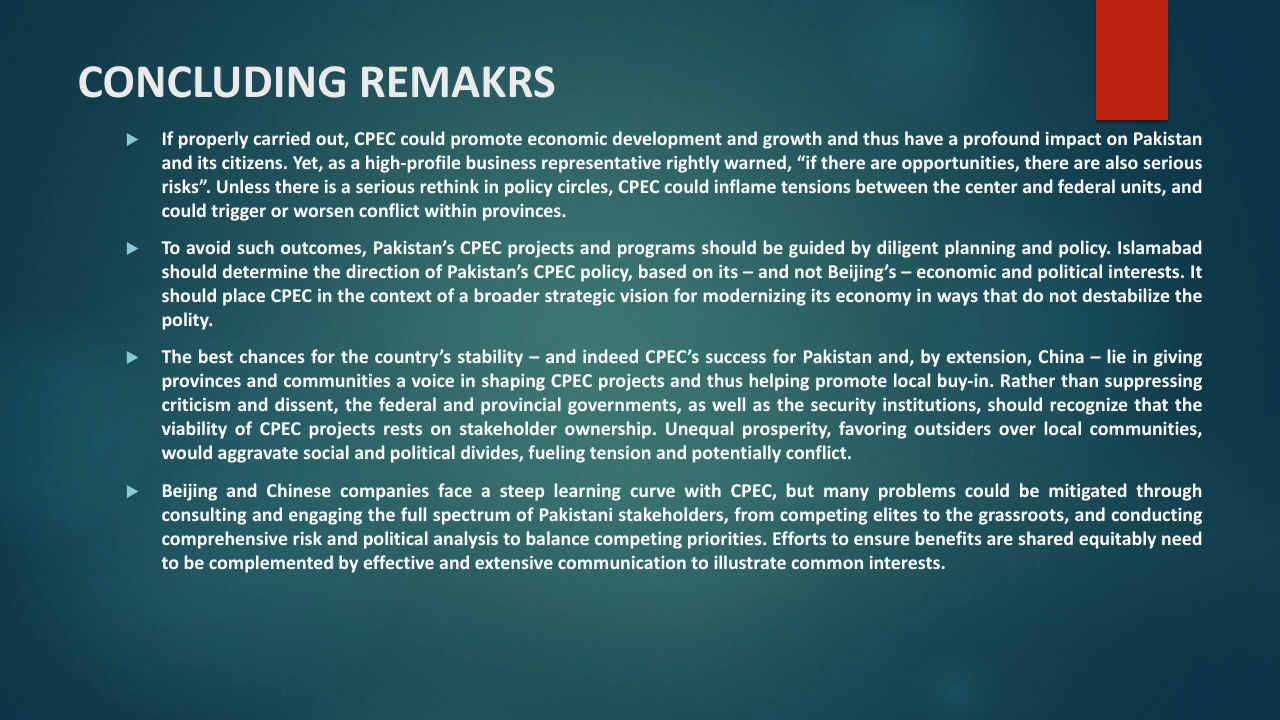 CONCLUDING REMAKRS
If properly carried out, CPEC could promote economic development and growth and thus have a profound impact on Pakistan
and its citizens. Yet, as a high-profile business representative rightly warned, “if there are opportunities, there are also serious
risks”. Unless there is a serious rethink in policy circles, CPEC could inflame tensions between the center and federal units, and
could trigger or worsen conflict within provinces.
To avoid such outcomes, Pakistan’s CPEC projects and programs should be guided by diligent planning and policy. Islamabad
should determine the direction of Pakistan’s CPEC policy, based on its – and not Beijing’s – economic and political interests. It
should place CPEC in the context of a broader strategic vision for modernizing its economy in ways that do not destabilize the
polity.
The best chances for the country’s stability – and indeed CPEC’s success for Pakistan and, by extension, China – lie in giving
provinces and communities a voice in shaping CPEC projects and thus helping promote local buy-in. Rather than suppressing
criticism and dissent, the federal and provincial governments, as well as the security institutions, should recognize that the
viability of CPEC projects rests on stakeholder ownership. Unequal prosperity, favoring outsiders over local communities,
would aggravate social and political divides, fueling tension and potentially conflict.
Beijing and Chinese companies face a steep learning curve with CPEC, but many problems could be mitigated through
consulting and engaging the full spectrum of Pakistani stakeholders, from competing elites to the grassroots, and conducting
comprehensive risk and political analysis to balance competing priorities. Efforts to ensure benefits are shared equitably need
to be complemented by effective and extensive communication to illustrate common interests.